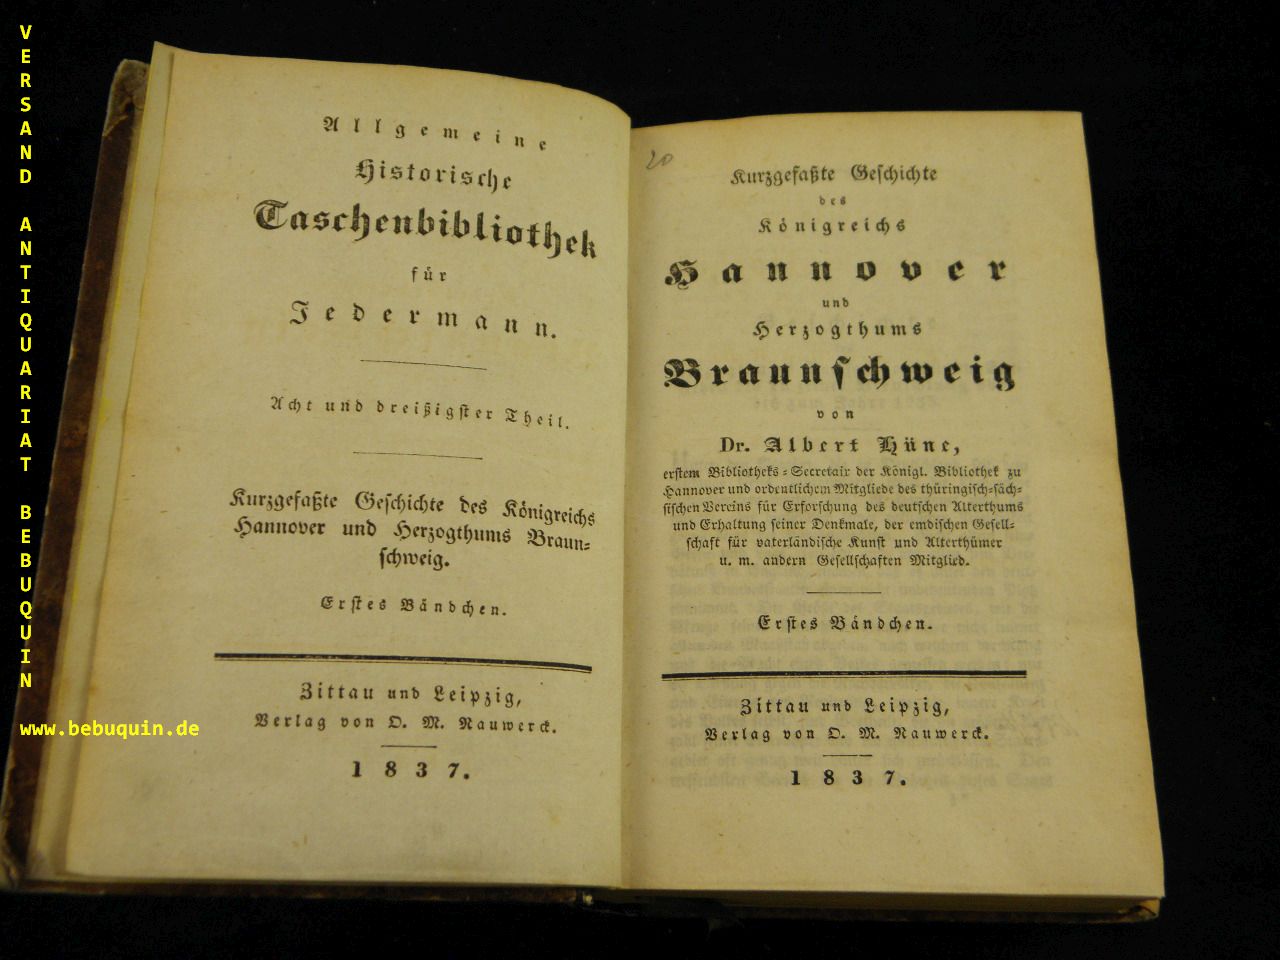 VERSAND ANTIQUARIAT BEBUQUIN
www.bebuquin.de
Allgemeine
Historische
Taschenbibliothek
für
Jedermann.
Acht und dreißigster Theil.
Kurzgefaßte Geschichte des Königreichs
Hannover und Herzogthums Braun-
schweig.
Erstes Bändchen.
Zittau und Leipzig,
Verlag von O. M. Nauwerck.
1837.
20
Kurzgefaßte Geschichte
des
Königreichs
Hannover
und
Herzogthums
Braunschweig
von
Dr. Albert Hüne,
erstem Bibliotheks-Secretair der Königl. Bibliothek zu
Hannover und ordentlichem Mitgliede des thüringisch-säch-
sischen Vereins für Erforschung des deutschen Alterthums
und Erhaltung seiner Denkmale, der emdischen Gesell-
schaft für vaterländische Kunst und Alterthümer
u. m. andern Gesellschaften Mitglied.
Erstes Bändchen.
Zittau und Leipzig,
Verlag von O. M. Nauwerck.
1837.